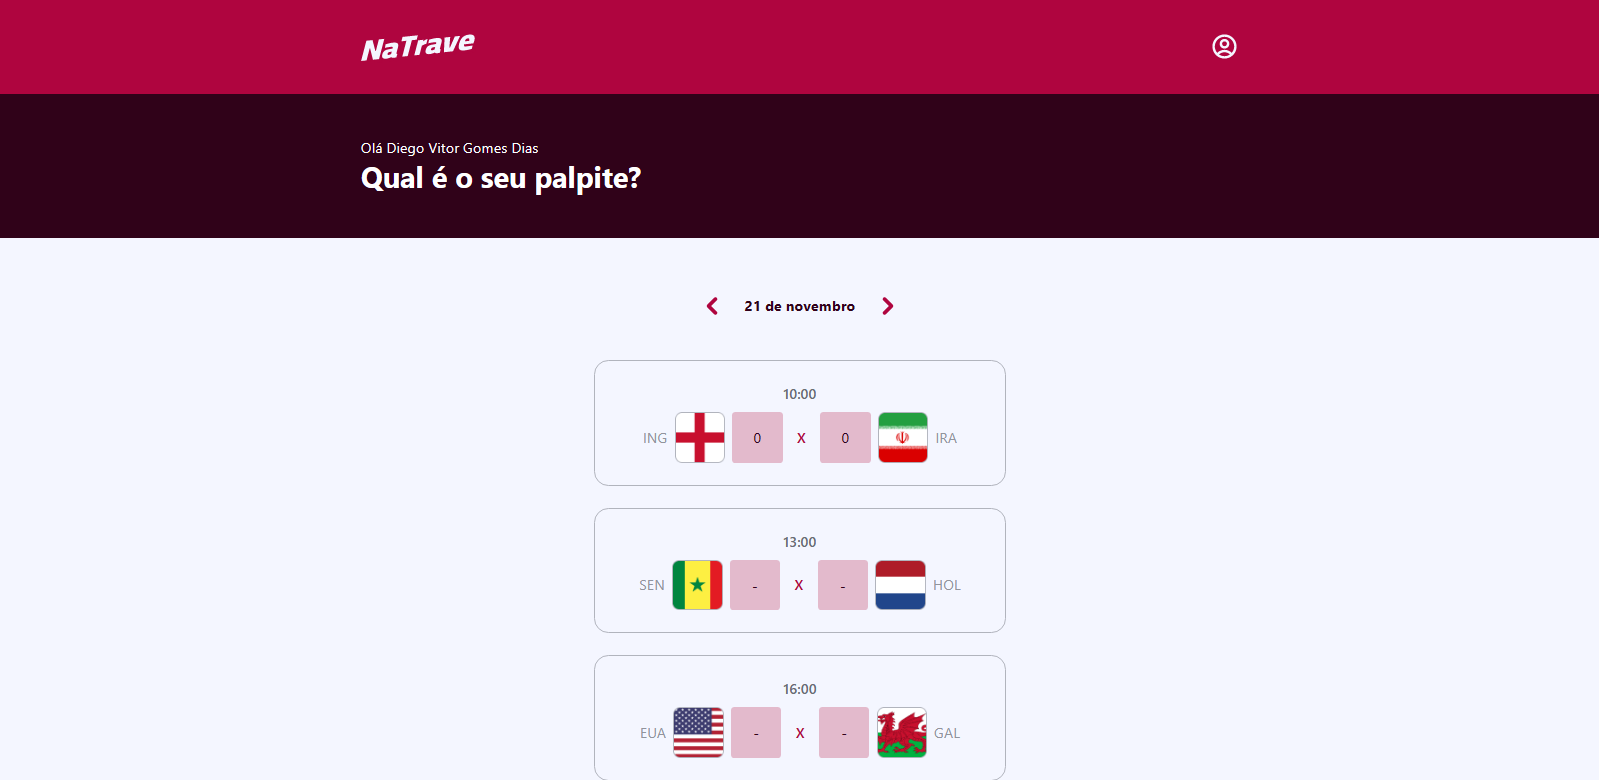 NaTrave
Olá Diego Vitor Gomes Dias
Qual é o seu palpite?
21 de novembro
10:00
ING 0 X 0 IRA
13:00
SEN - X - HOL
16:00
EUA - X - GAL